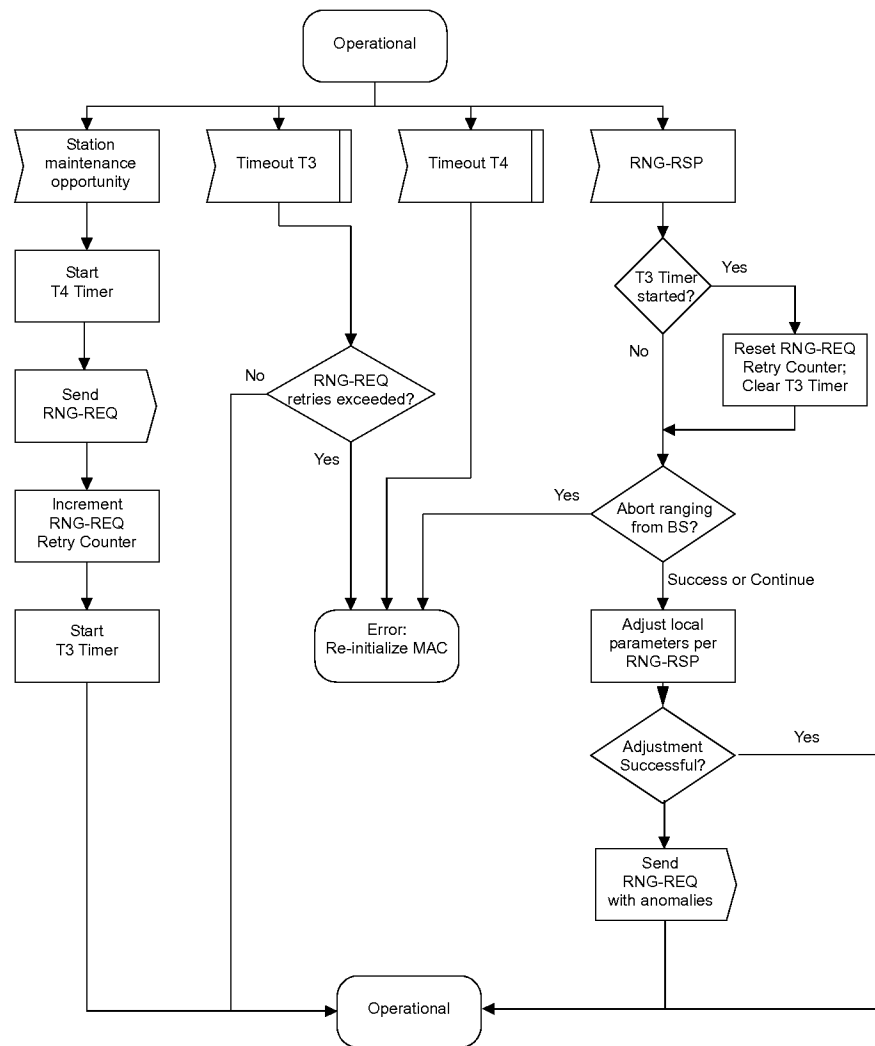 Operational
Station
maintenance
opportunity
Timeout T3
Timeout T4
RNG-RSP
Start
T4 Timer
T3 Timer
started?
Yes
No
Reset RNG-REQ
Retry Counter;
Clear T3 Timer
Send
RNG-REQ
No
RNG-REQ
retries exceeded?
Yes
Increment
RNG-REQ
Retry Counter
Yes
Abort ranging
from BS?
Success or Continue
Start
T3 Timer
Error:
Re-initialize MAC
Adjust local
parameters per
RNG-RSP
Adjustment
Successful?
Yes
Send
RNG-REQ
with anomalies
Operational